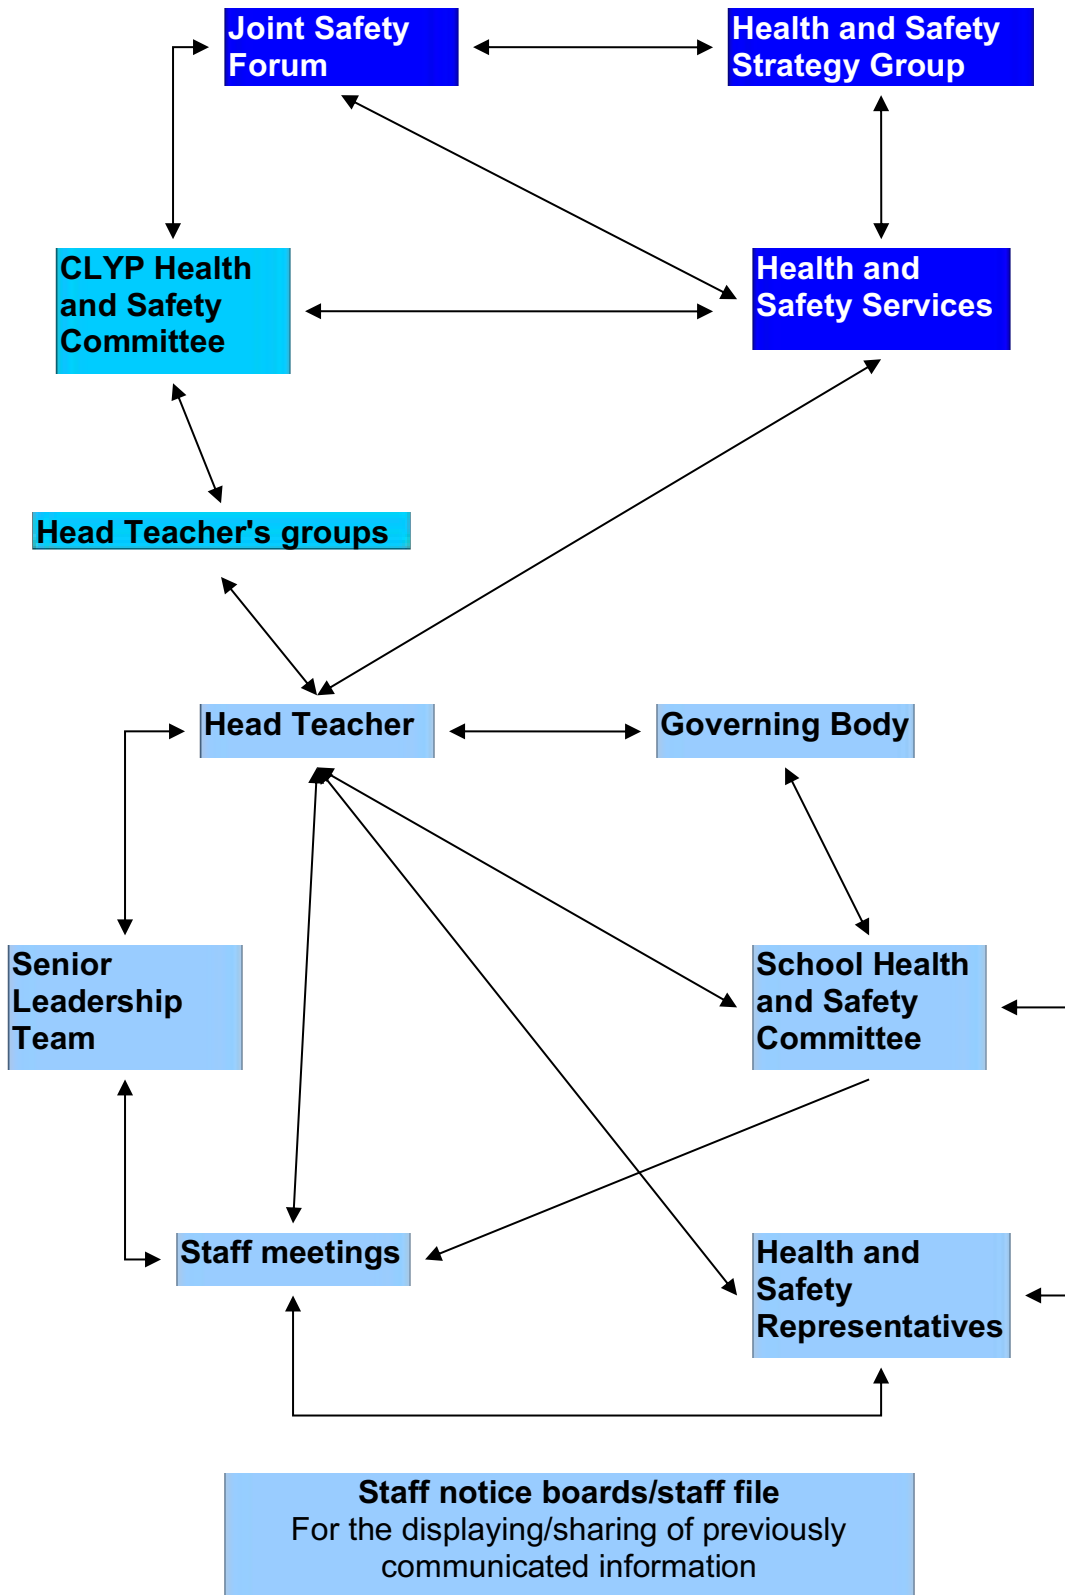 Joint Safety
Forum
Health and Safety
Strategy Group
CLYP Health
and Safety
Committee
Health and
Safety Services
Head Teacher's groups
Head Teacher
Governing Body
Senior
Leadership
Team
School Health
and Safety
Committee
Staff meetings
Health and
Safety
Representatives
Staff notice boards/staff file
For the displaying/sharing of previously
communicated information